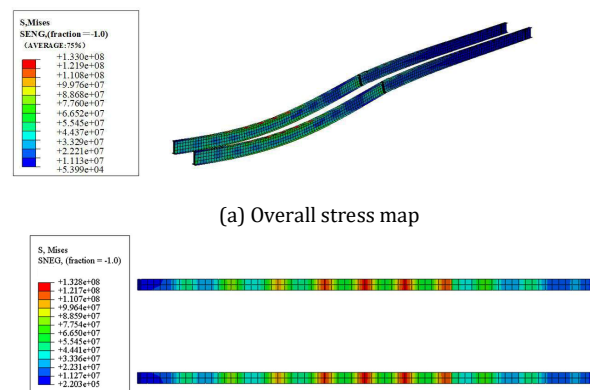 S,Mises
SENG,(fraction =-1.0)
(AVERAGE:75%)
+1.330e+08
+1.219e+08
+1.108e+08
+9.976e+07
+8.868e+07
+7.760e+07
+6.652e+07
+5.545e+07
+4.437e+07
+3.329e+07
+2.221e+07
+1.113e+07
+5.399e+04
(a) Overall stress map
S, Mises
SNEG, (fraction = -1.0)
+1.328e+08
+1.217e+08
+1.107e+08
+9.964e+07
+8.859e+07
+7.754e+07
+6.650e+07
+5.545e+07
+4.441e+07
+3.336e+07
+2.231e+07
+1.127e+07
+2.203e+05